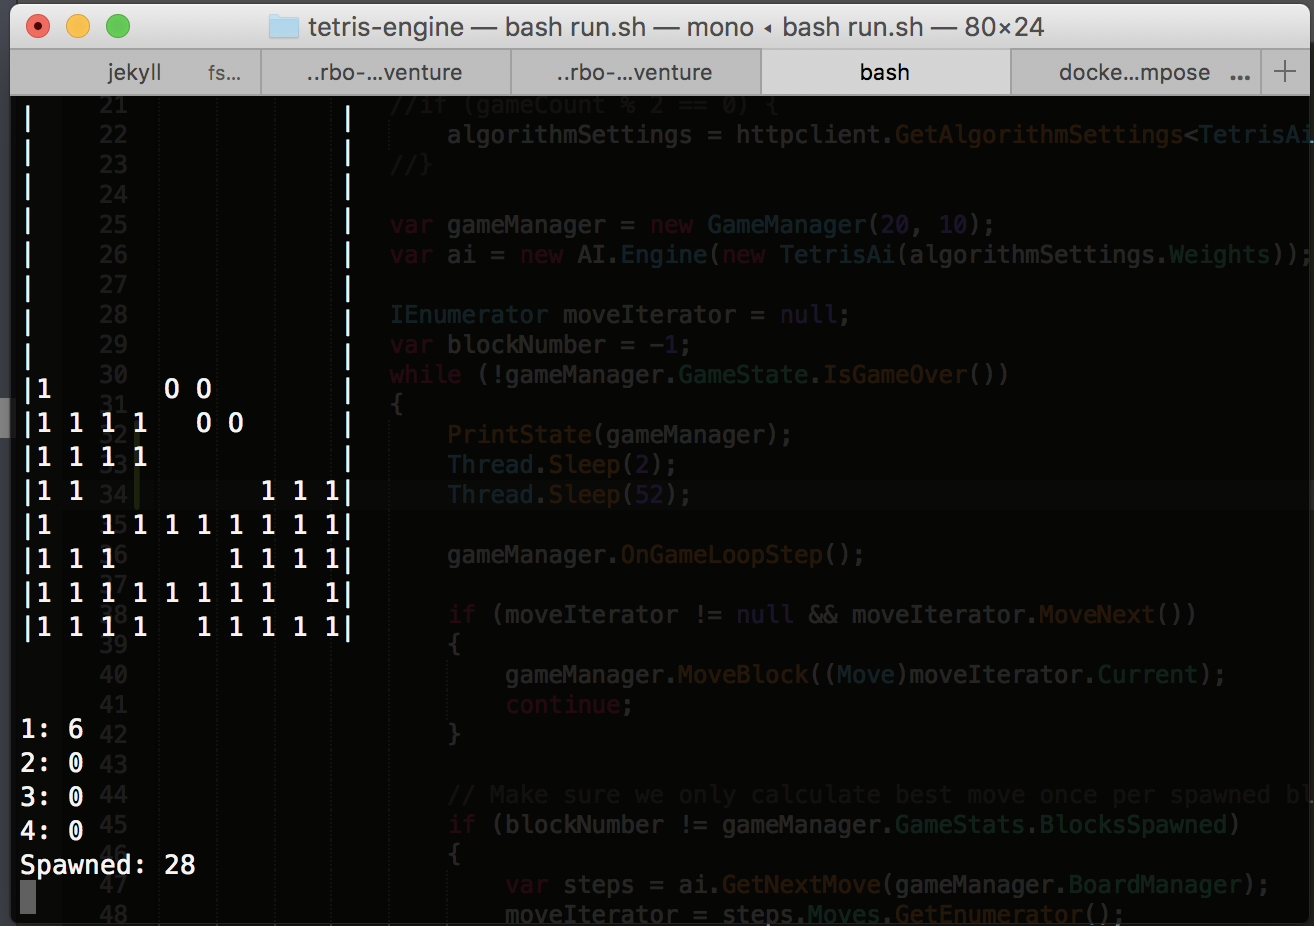 tetris-engine — bash run.sh — mono ◂ bash run.sh — 80×24
jekyll fs... ..rbo-...venture ..rbo-...venture bash docke...mpose ... +
| |
| |
| |
| |
| |
| |
| |
| |
|1 0 0 |
|1 1 1 1 0 0 |
|1 1 1 1 |
|1 1 1 1 1|
|1 1 1 1 1 1 1 1 1|
|1 1 1 1 1 1 1|
|1 1 1 1 1 1 1 1 1|
|1 1 1 1 1 1 1 1 1|
1: 6
2: 0
3: 0
4: 0
Spawned: 28
21 //if (gameCount % 2 == 0) {
22 algorithmSettings = httpclient.GetAlgorithmSettings<TetrisAi
23 //}
24
25 var gameManager = new GameManager(20, 10);
26 var ai = new AI.Engine(new TetrisAi(algorithmSettings.Weights));
27
28 IEnumerator moveIterator = null;
29 var blockNumber = -1;
30 while (!gameManager.GameState.IsGameOver())
31 {
32 PrintState(gameManager);
33 Thread.Sleep(2);
34 Thread.Sleep(52);
35
36 gameManager.OnGameLoopStep();
37
38 if (moveIterator != null && moveIterator.MoveNext())
39 {
40 gameManager.MoveBlock((Move)moveIterator.Current);
41 continue;
42 }
43
44 // Make sure we only calculate best move once per spawned bl
45 if (blockNumber != gameManager.GameStats.BlocksSpawned)
46 {
47 var steps = ai.GetNextMove(gameManager.BoardManager);
48 moveIterator = steps.Moves.GetEnumerator();